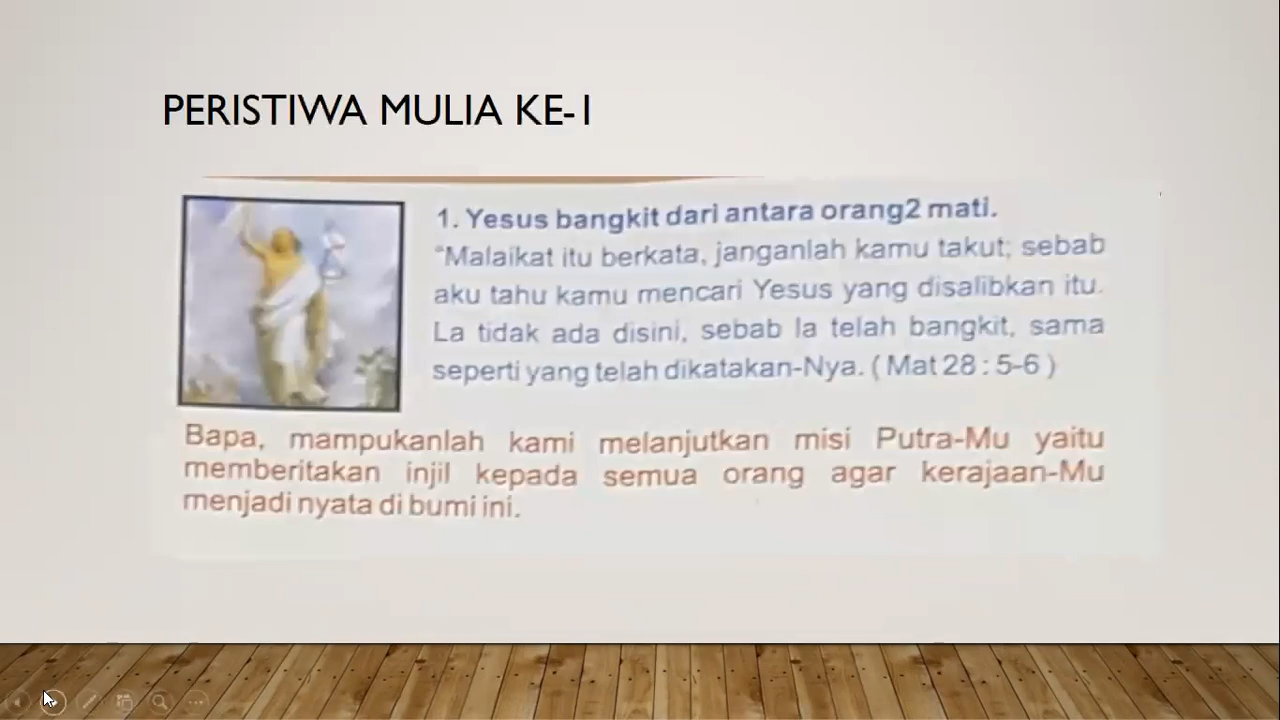 PERISTIWA MULIA KE-1
1. Yesus bangkit dari antara orang2 mati.
“Malaikat itu berkata, janganlah kamu takut; sebab
aku tahu kamu mencari Yesus yang disalibkan itu.
La tidak ada disini, sebab Ia telah bangkit, sama
seperti yang telah dikatakan-Nya. ( Mat 28 : 5-6 )
Bapa, mampukanlah kami melanjutkan misi Putra-Mu yaitu
memberitakan injil kepada semua orang agar kerajaan-Mu
menjadi nyata di bumi ini.